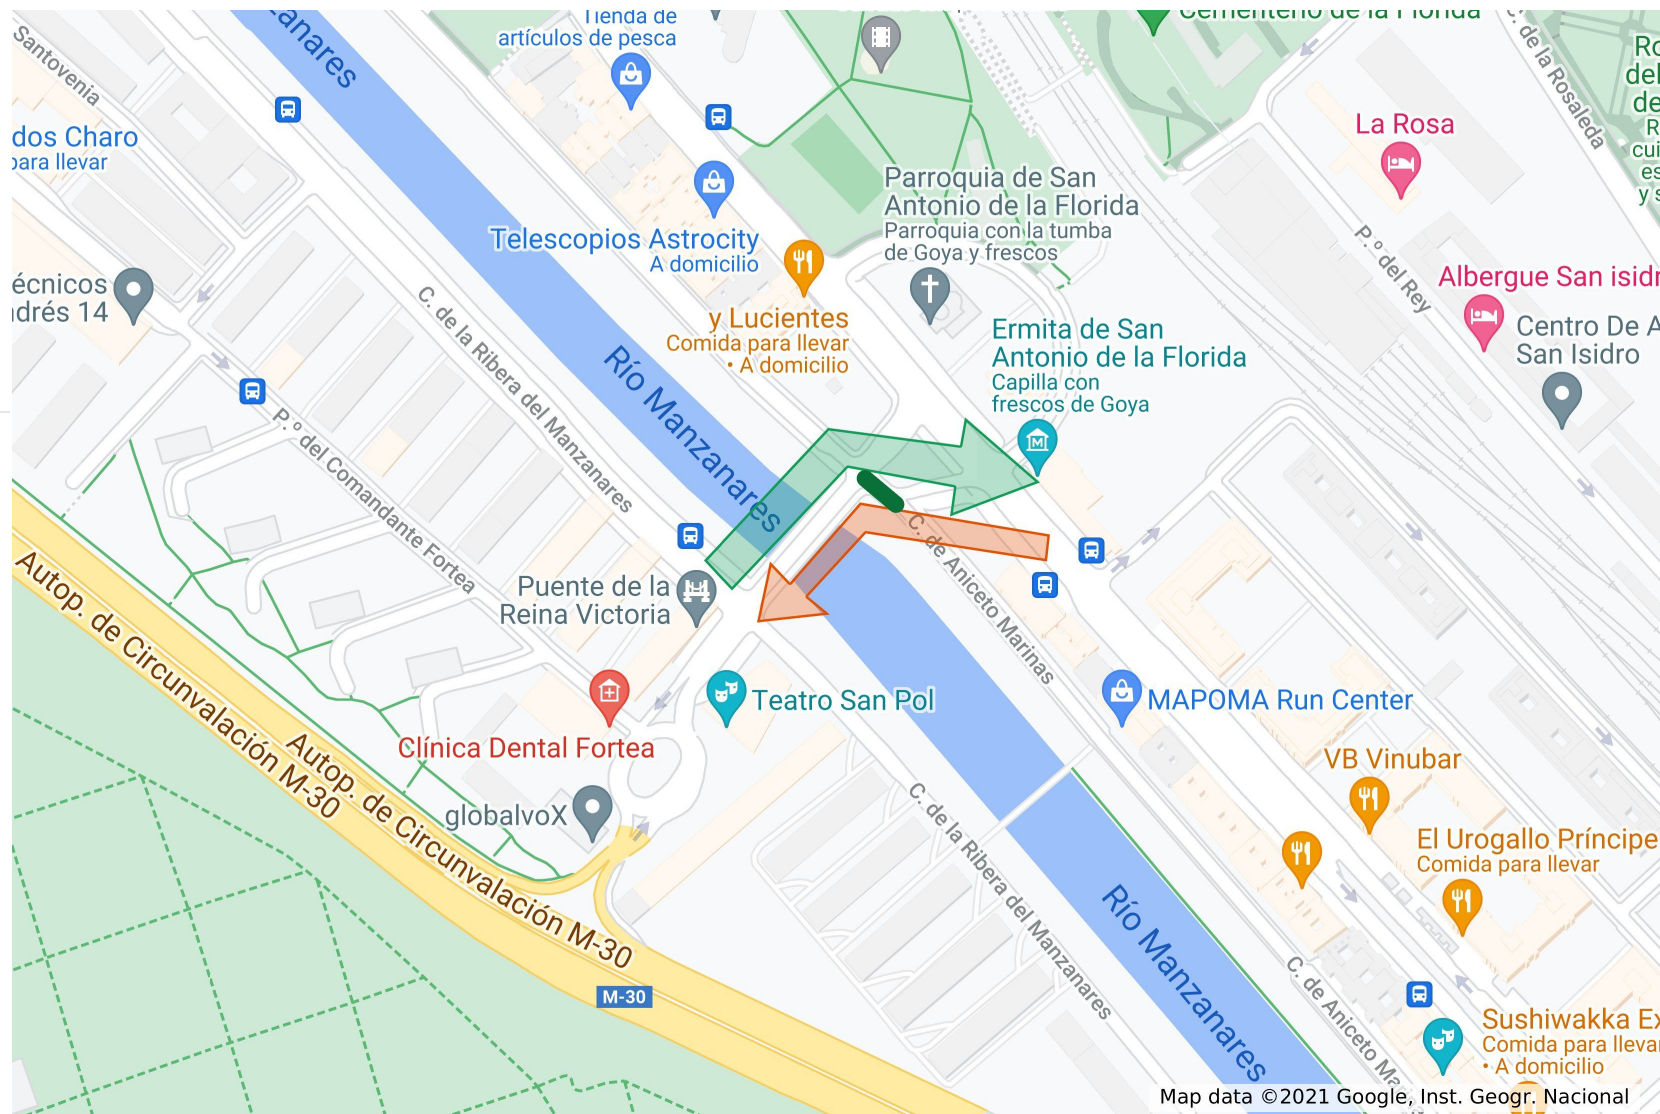 Santovenia
Tienda de
artículos de pesca
Cementerio de la Florida
C. de la Rosaleda
La Rosa
dos Charo
para llevar
Parroquia de San
Antonio de la Florida
Parroquia con la tumba
de Goya y frescos
Telescopios Astrocity
A domicilio
P.º del Rey
Albergue San isidr
Centro De A
San Isidro
écnicos
drés 14
C. de la Ribera del Manzanares
y Lucientes
Comida para llevar
• A domicilio
Ermita de San
Antonio de la Florida
Capilla con
frescos de Goya
M
Río Manzanares
P.º del Comandante Fortea
C. de Aniceto Marinas
Puente de la
Reina Victoria
Autop. de Circunvalación M-30
Autop. de Circunvalación M-30
Teatro San Pol
MAPOMA Run Center
Clínica Dental Fortea
globalvoX
VB Vinubar
El Urogallo Príncipe
Comida para llevar
C. de la Ribera del Manzanares
Río Manzanares
M-30
C. de Aniceto Ma
Sushiwakka Ex
Comida para llevar
• A domicilio
Map data ©2021 Google, Inst. Geogr. Nacional